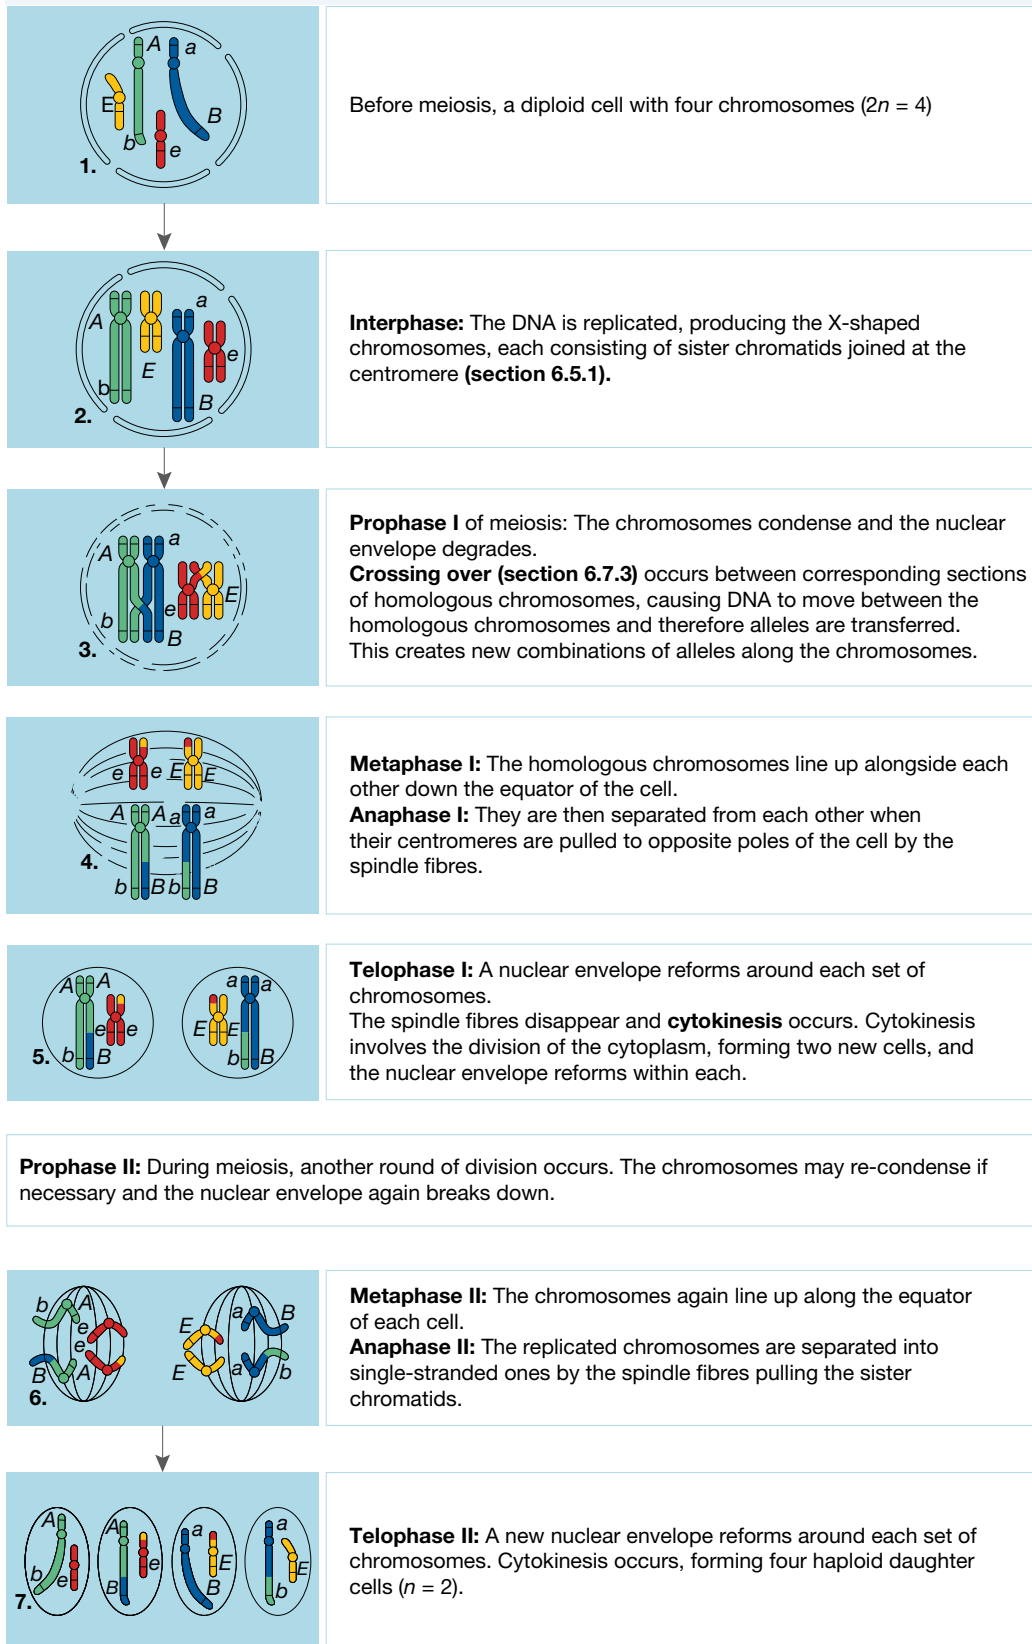 A a
E B
b e
1.
Before meiosis, a diploid cell with four chromosomes (2n = 4)
a
A
e
E
b B
2.
Interphase: The DNA is replicated, producing the X-shaped
chromosomes, each consisting of sister chromatids joined at the
centromere (section 6.5.1).
a
A
E
e
b
B
3.
Prophase I of meiosis: The chromosomes condense and the nuclear
envelope degrades.
Crossing over (section 6.7.3) occurs between corresponding sections
of homologous chromosomes, causing DNA to move between the
homologous chromosomes and therefore alleles are transferred.
This creates new combinations of alleles along the chromosomes.
e e E E
A A a a
4.
b B b B
Metaphase I: The homologous chromosomes line up alongside each
other down the equator of the cell.
Anaphase I: They are then separated from each other when
their centromeres are pulled to opposite poles of the cell by the
spindle fibres.
A A a a
e e E E
5. b B b B
Telophase I: A nuclear envelope reforms around each set of
chromosomes.
The spindle fibres disappear and cytokinesis occurs. Cytokinesis
involves the division of the cytoplasm, forming two new cells, and
the nuclear envelope reforms within each.
Prophase II: During meiosis, another round of division occurs. The chromosomes may re-condense if
necessary and the nuclear envelope again breaks down.
b A a B
e E
e
B A E a b
6.
Metaphase II: The chromosomes again line up along the equator
of each cell.
Anaphase II: The replicated chromosomes are separated into
single-stranded ones by the spindle fibres pulling the sister
chromatids.
A A a a
b e e E E
B B b
7.
Telophase II: A new nuclear envelope reforms around each set of
chromosomes. Cytokinesis occurs, forming four haploid daughter
cells (n = 2).